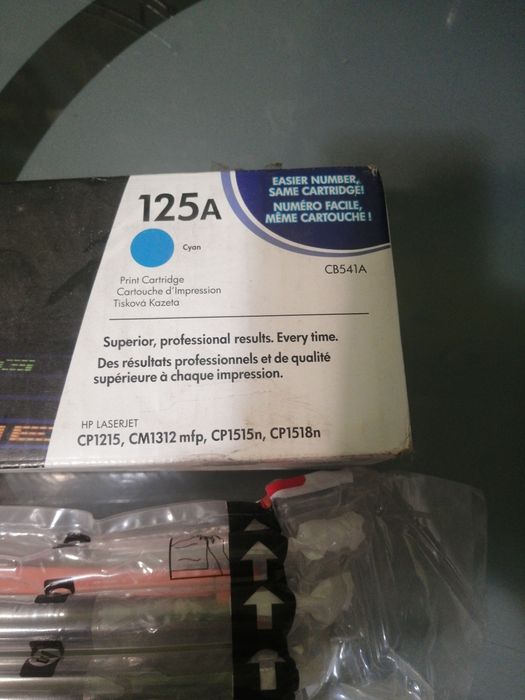 125A
EASIER NUMBER,
SAME CARTRIDGE!
NUMÉRO FACILE,
MÊME CARTOUCHE !
Cyan
CB541A
Print Cartridge
Cartouche d'Impression
Tisková Kazeta
Superior, professional results. Every time.
Des résultats professionnels et de qualité
supérieure à chaque impression.
HP LASERJET
CP1215, CM1312 mfp, CP1515n, CP1518n